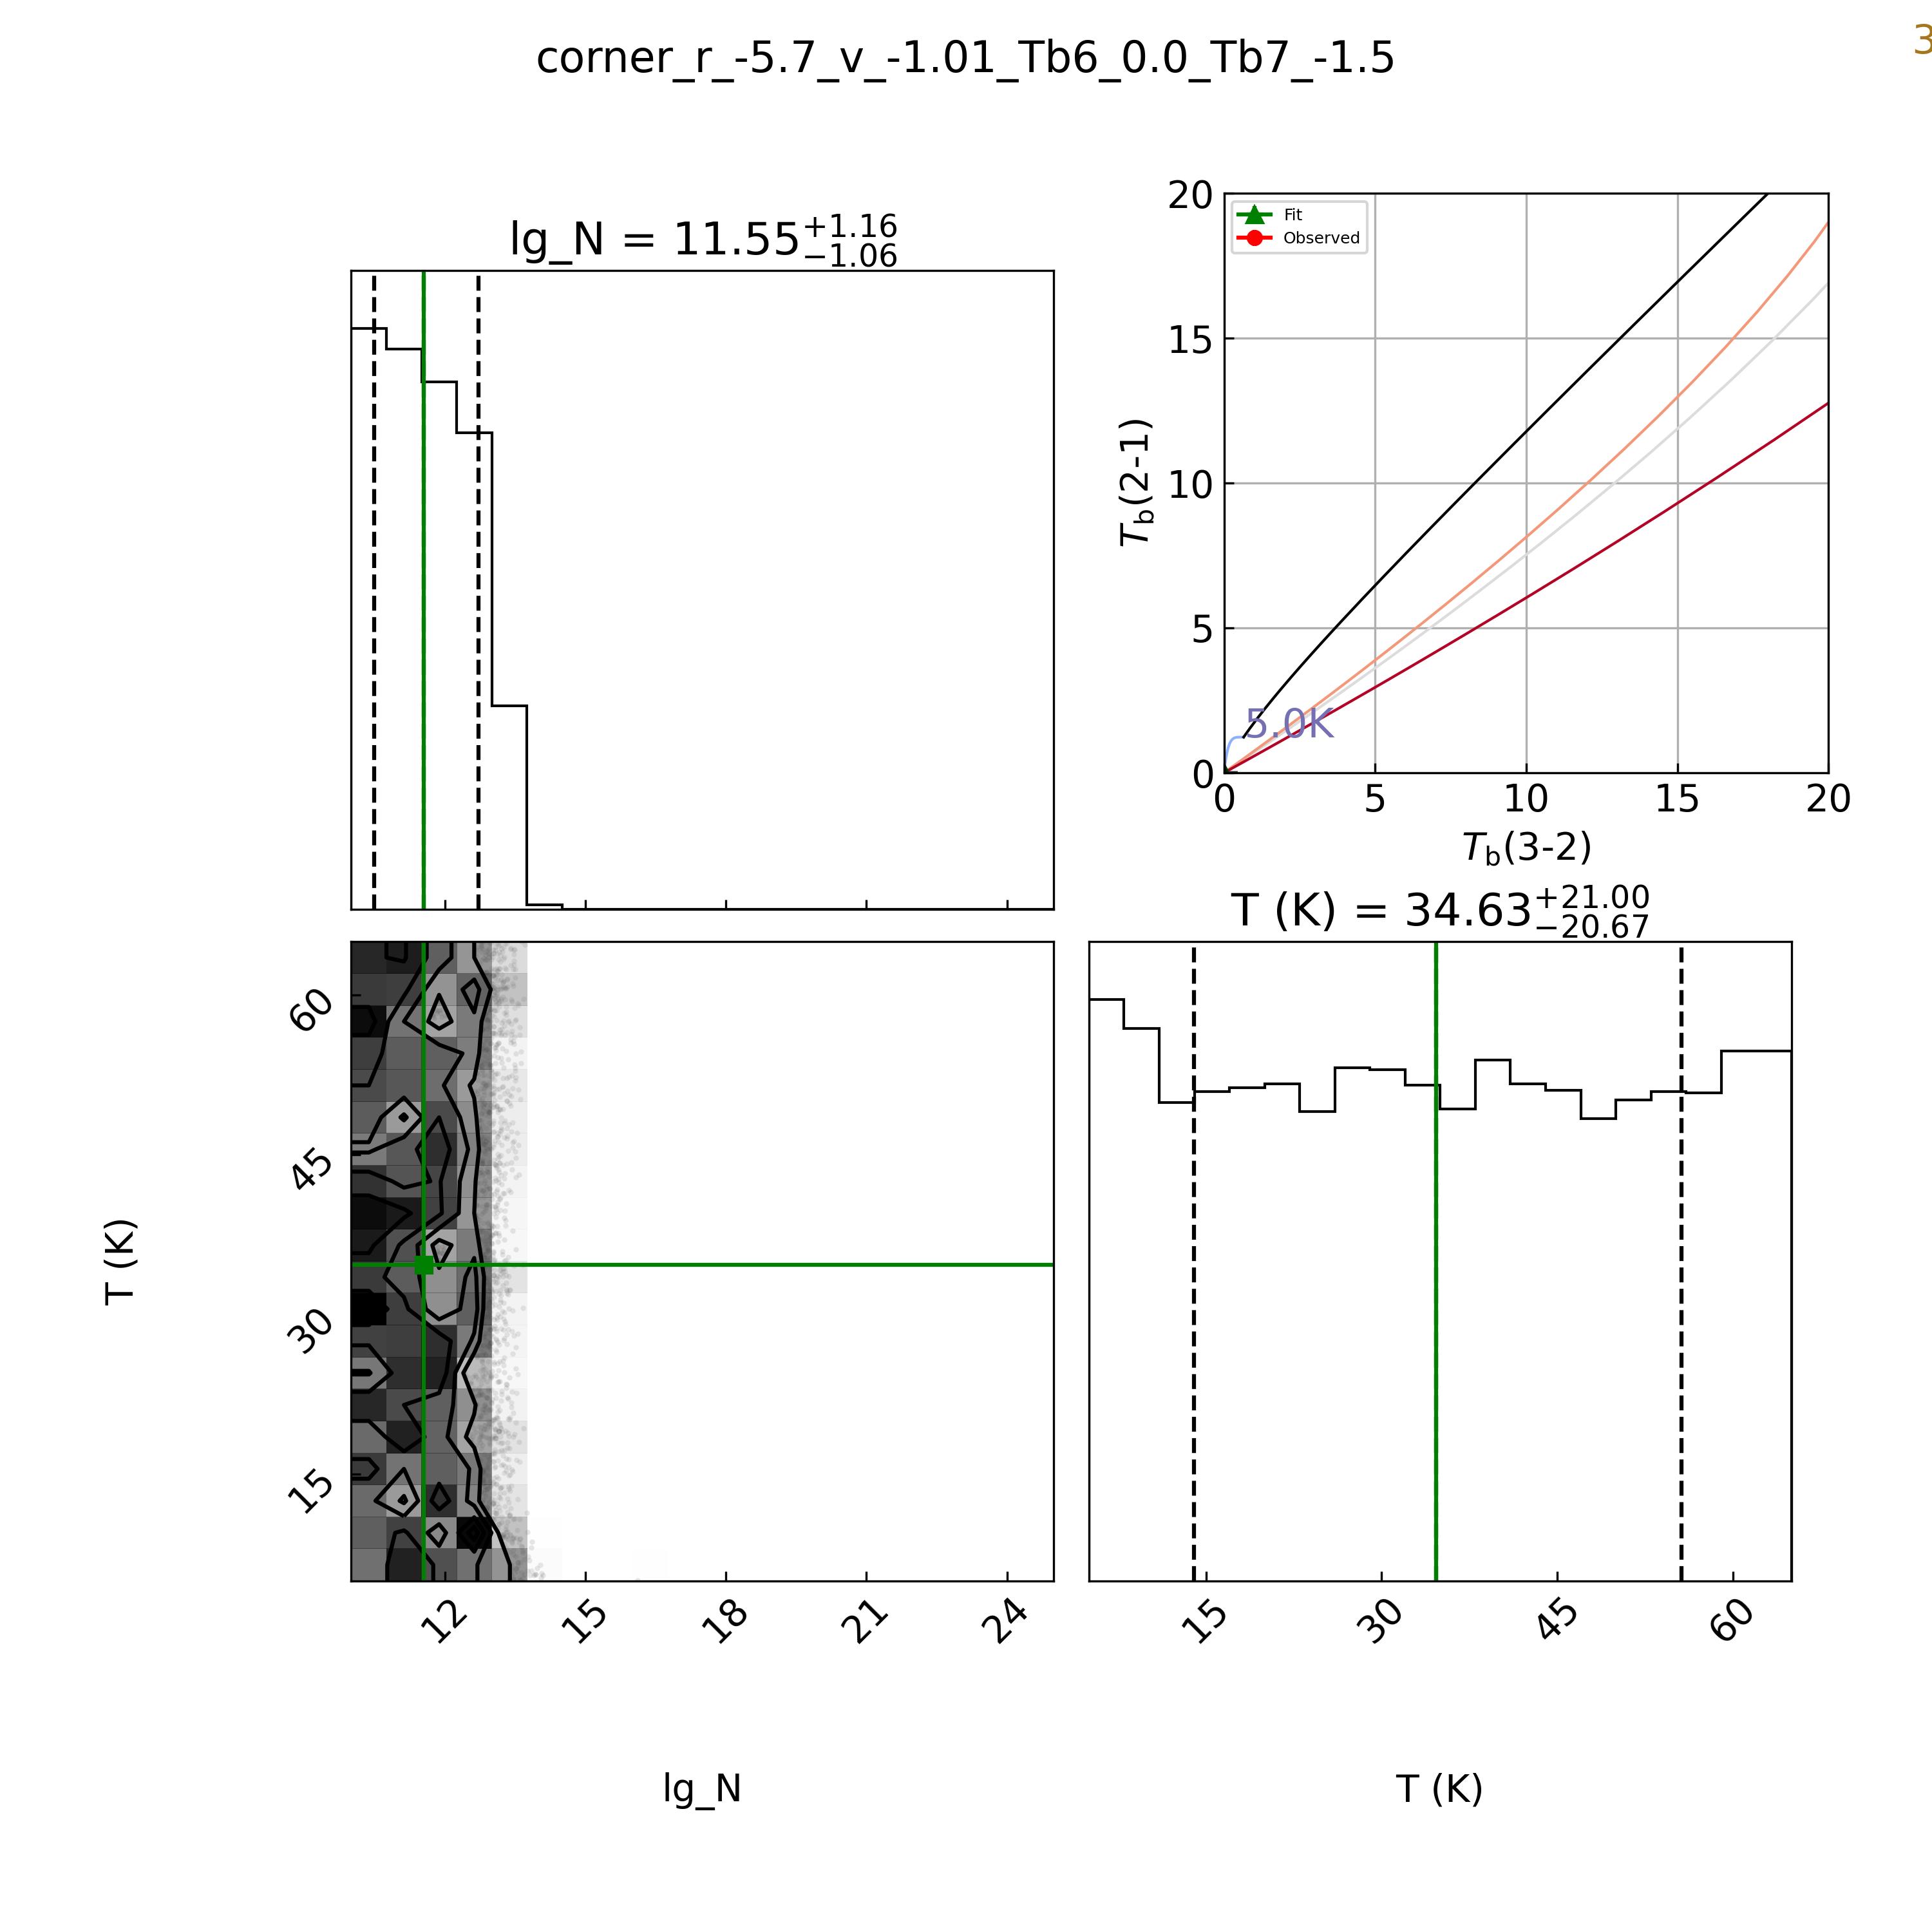 corner_r_-5.7_v_-1.01_Tb6_0.0_Tb7_-1.5
3
lg_N = 11.55 +1.16 −1.06
20
15
10
5
0
T_b(2-1)
Fit
Observed
5.0K
0 5 10 15 20
T_b(3-2)
T (K) = 34.63 +21.00 −20.67
60
45
30
15
T (K)
12 15 18 21 24
lg_N
15 30 45 60
T (K)